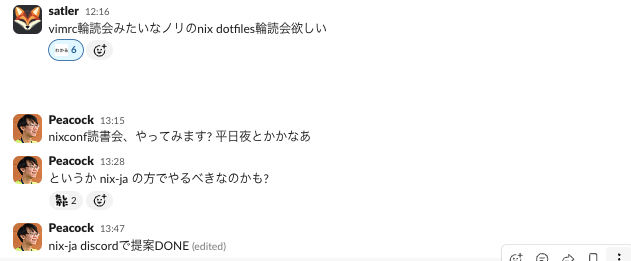 satler 12:16
vimrc輪読会みたいなノリのnix dotfiles輪読会欲しい
わかる 6
Peacock 13:15
nixconf読書会、やってみます? 平日夜とかかなあ
Peacock 13:28
というか nix-ja の方でやるべきなのかも?
2
Peacock 13:47
nix-ja discordで提案DONE (edited)